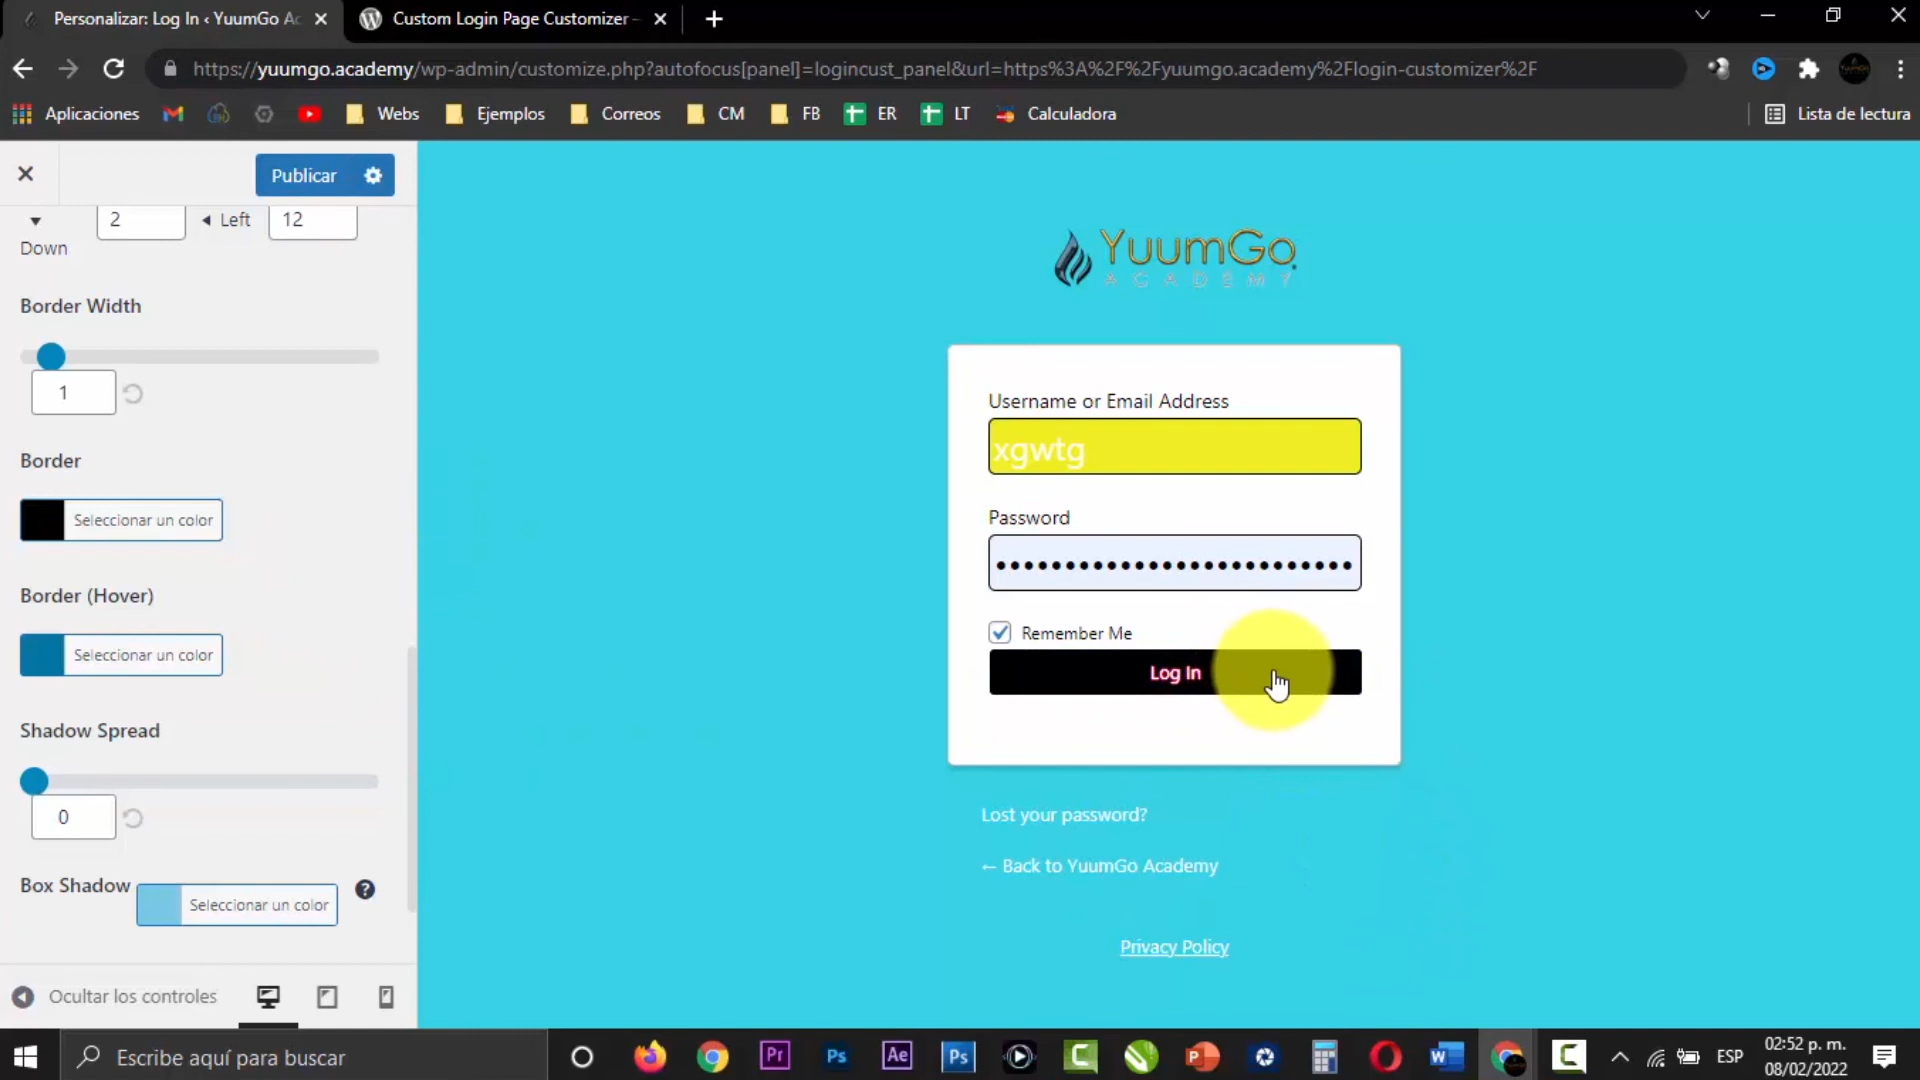 Personalizar: Log In ‹ YuumGo Ac
Custom Login Page Customizer –
https://yuumgo.academy/wp-admin/customize.php?autofocus[panel]=logincust_panel&url=https%3A%2F%2Fyuumgo.academy%2Flogin-customizer%2F
Aplicaciones Webs Ejemplos Correos CM FB ER LT Calculadora Lista de lectura
Publicar
2 Left 12
Down
Border Width
1
Border
Seleccionar un color
Border (Hover)
Seleccionar un color
Shadow Spread
0
Box Shadow Seleccionar un color
Ocultar los controles
YuumGo
ACADEMY
Username or Email Address
xgwtg
Password
Remember Me
Log In
Lost your password?
← Back to YuumGo Academy
Privacy Policy
Escribe aquí para buscar
Pr Ps Ae Ps
ESP
02:52 p. m.
08/02/2022